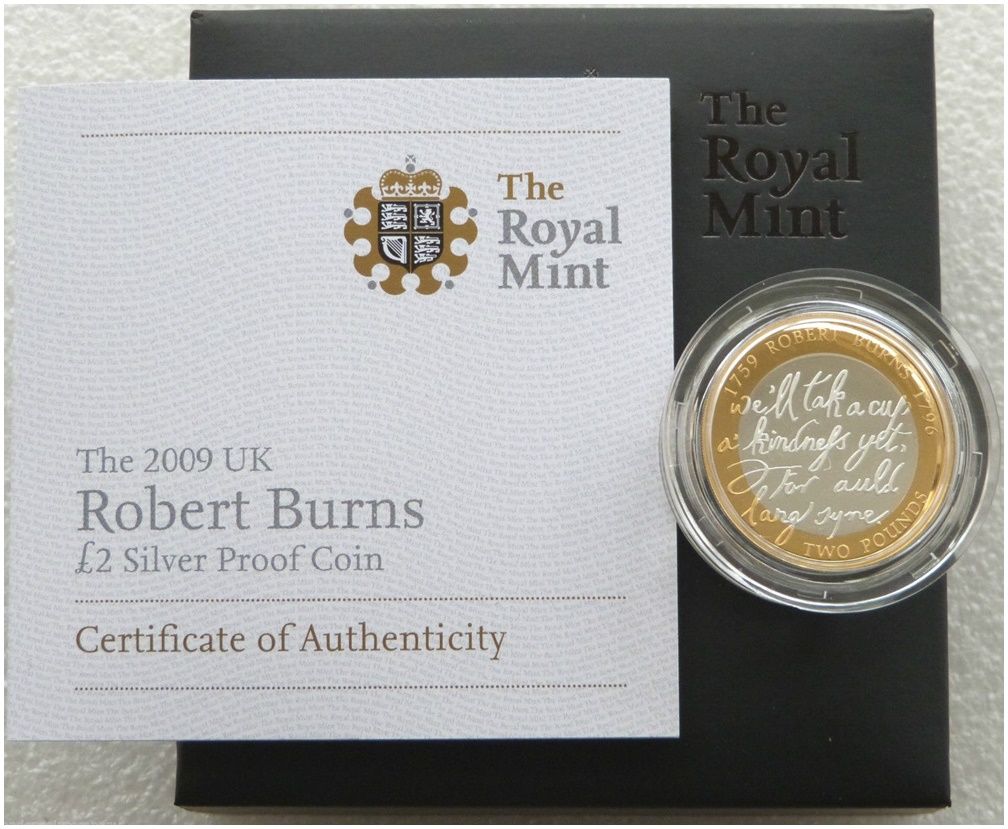 The
Royal
Mint
The 2009 UK
Robert Burns
£2 Silver Proof Coin
Certificate of Authenticity
The
Royal
Mint
1759 ROBERT BURNS 1796
we'll tak a cup
a' kindneſs yet,
For auld
lang syne.
TWO POUNDS